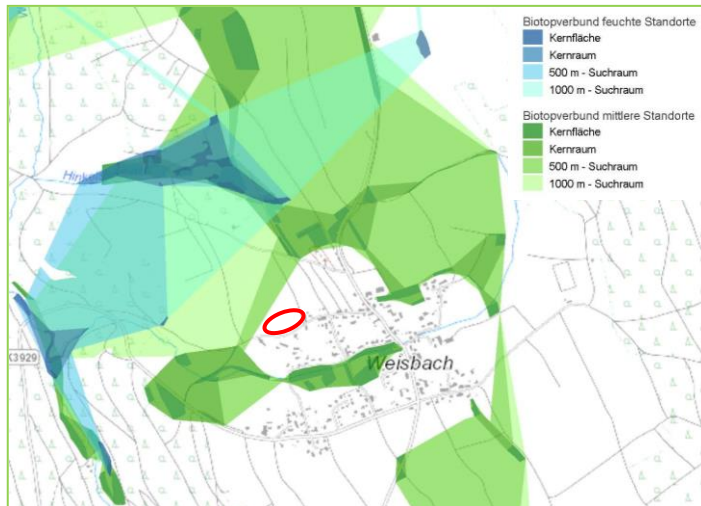 Biotopverbund feuchte Standorte
Kernfläche
Kernraum
500 m - Suchraum
1000 m - Suchraum
Biotopverbund mittlere Standorte
Kernfläche
Kernraum
500 m - Suchraum
1000 m - Suchraum
Weisbach